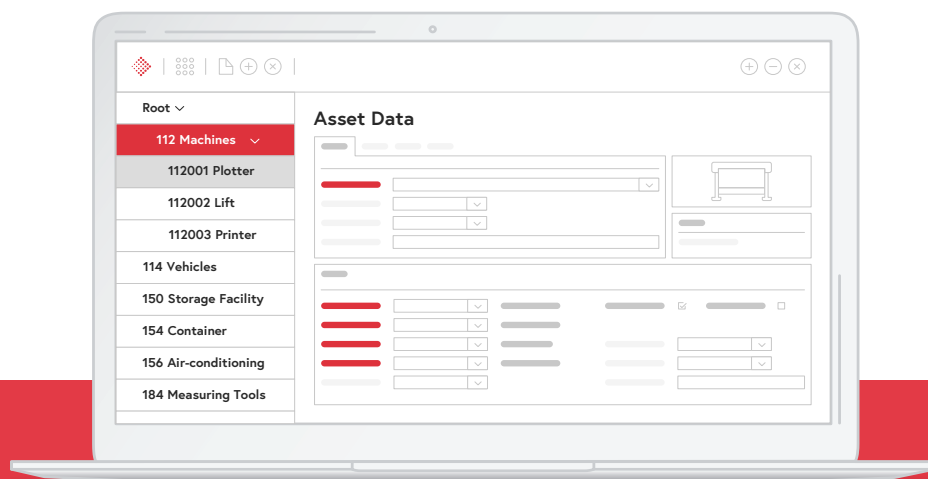 Root
112 Machines
112001 Plotter
112002 Lift
112003 Printer
114 Vehicles
150 Storage Facility
154 Container
156 Air-conditioning
184 Measuring Tools
Asset Data